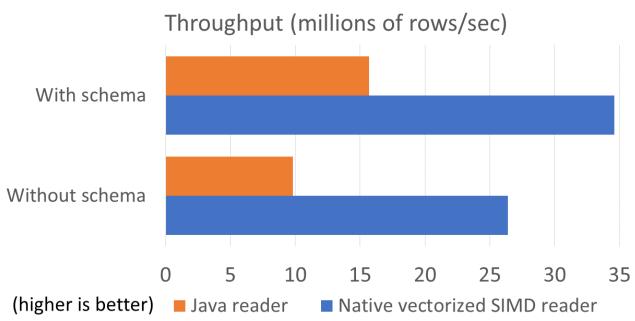 Throughput (millions of rows/sec)
With schema
Without schema
0 5 10 15 20 25 30 35
(higher is better) Java reader Native vectorized SIMD reader